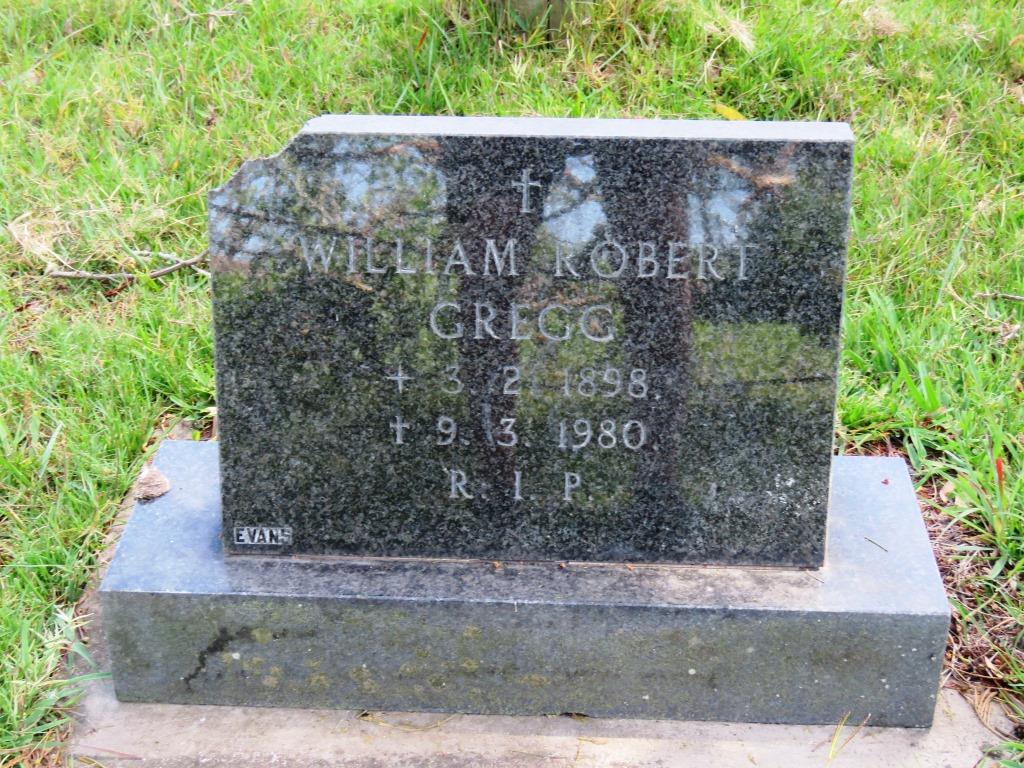 WILLIAM ROBERT
GREGG
+ 3. 2. 1898.
† 9. 3. 1980.
R. I. P.
EVANS